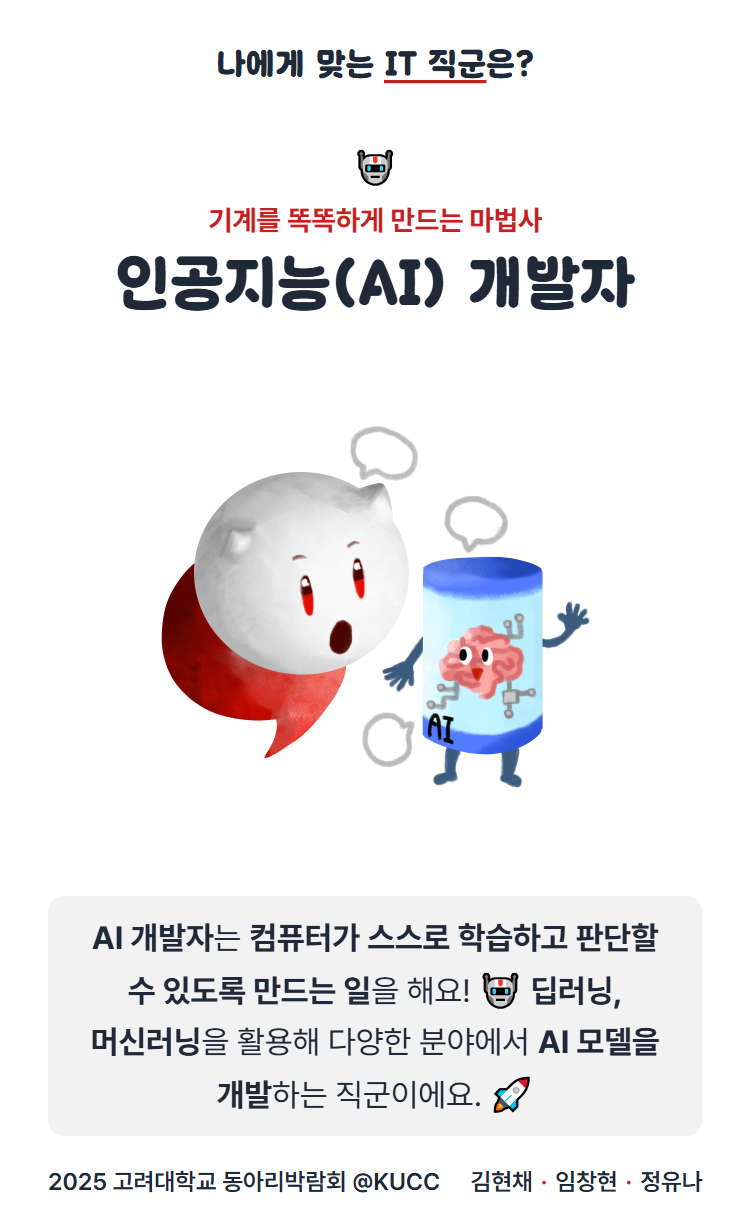 나에게 맞는 IT 직군은?
기계를 똑똑하게 만드는 마법사
인공지능(AI) 개발자
AI
AI 개발자는 컴퓨터가 스스로 학습하고 판단할
수 있도록 만드는 일을 해요! 🤖 딥러닝,
머신러닝을 활용해 다양한 분야에서 AI 모델을
개발하는 직군이에요. 🚀
2025 고려대학교 동아리박람회 @KUCC 김현채 · 임창현 · 정유나